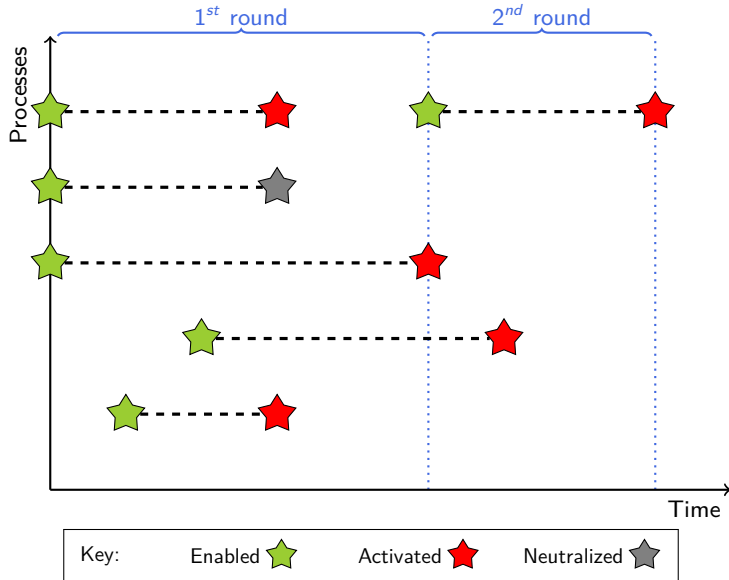 1st round 2nd round
Processes
Time
Key: Enabled Activated Neutralized